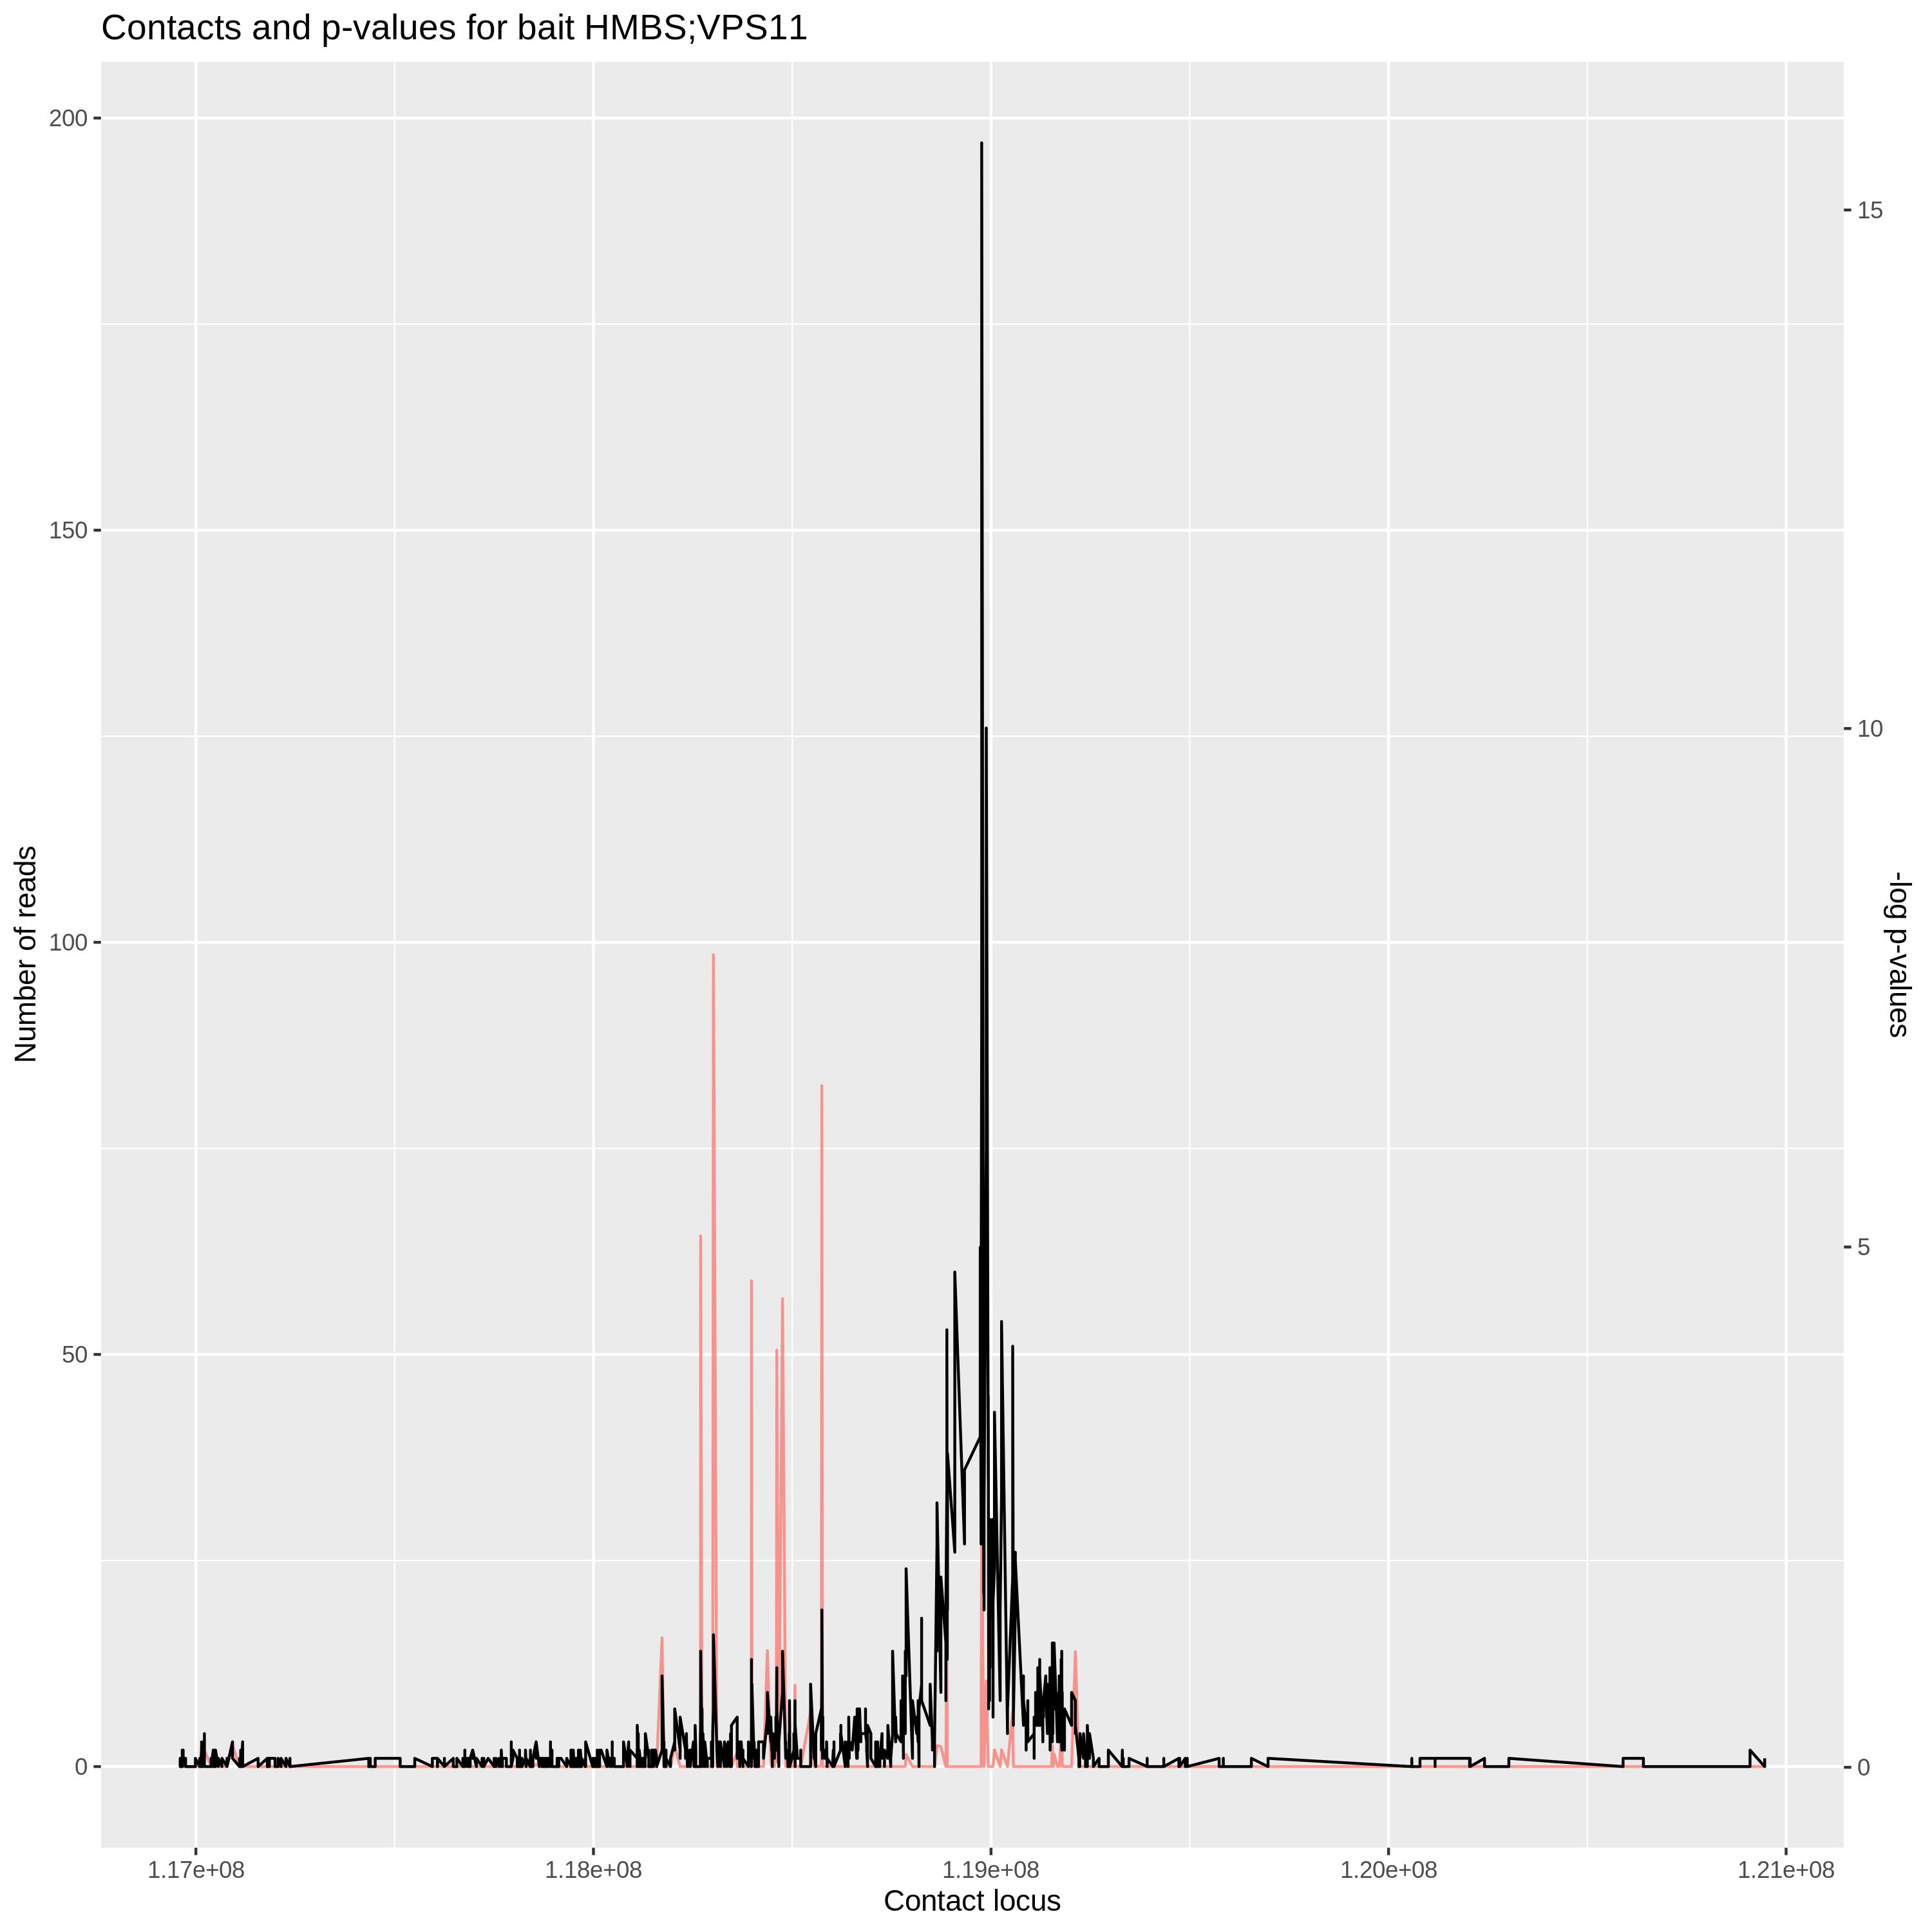 Contacts and p-values for bait HMBS;VPS11
200
150
100
50
0
Number of reads
15
10
5
0
-log p-values
1.17e+08
1.18e+08
1.19e+08
1.20e+08
1.21e+08
Contact locus